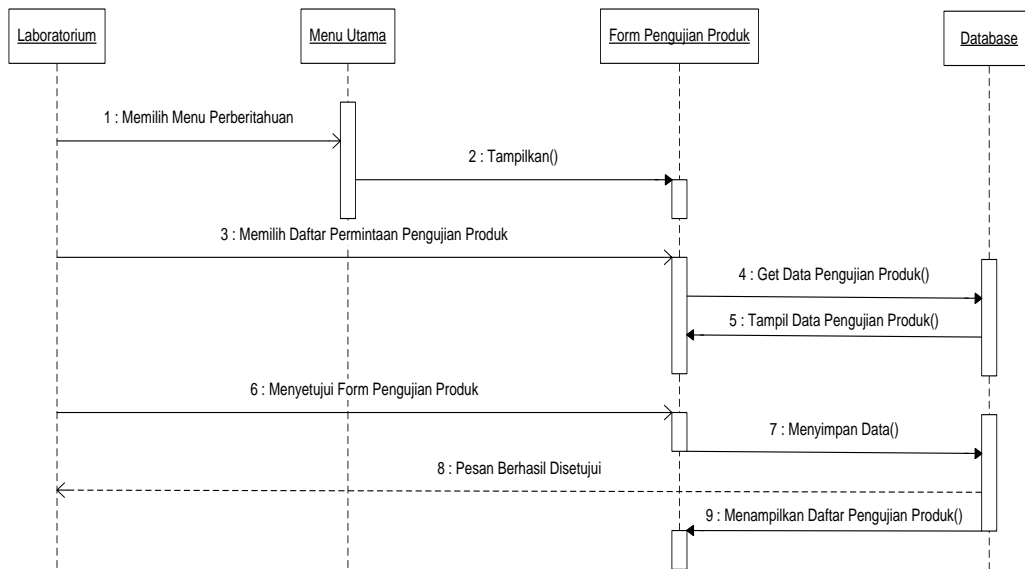 Laboratorium
Menu Utama
Form Pengujian Produk
Database
1 : Memilih Menu Perberitahuan
2 : Tampilkan()
3 : Memilih Daftar Permintaan Pengujian Produk
4 : Get Data Pengujian Produk()
5 : Tampil Data Pengujian Produk()
6 : Menyetujui Form Pengujian Produk
7 : Menyimpan Data()
8 : Pesan Berhasil Disetujui
9 : Menampilkan Daftar Pengujian Produk()